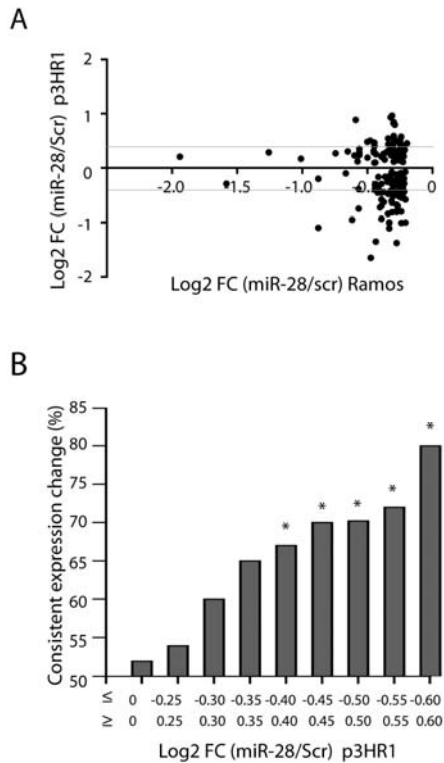 A
Log2 FC (miR-28/Scr) p3HR1
2
1
0
-1
-2
-2.0 -1.5 -1.0 -0.5 0
Log2 FC (miR-28/scr) Ramos
B
Consistent expression change (%)
85
80
75
70
65
60
55
50
* * * * *
≤ 0 -0.25 -0.30 -0.35 -0.40 -0.45 -0.50 -0.55 -0.60
≥ 0 0.25 0.30 0.35 0.40 0.45 0.50 0.55 0.60
Log2 FC (miR-28/Scr) p3HR1